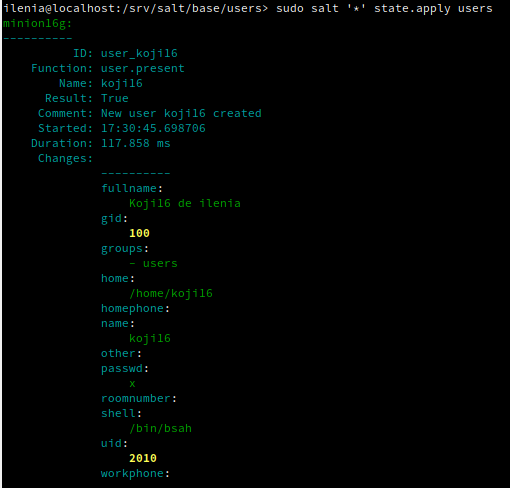 ilenia@localhost:/srv/salt/base/users> sudo salt '*' state.apply users
minion16g:
----------
          ID: user_koji16
    Function: user.present
        Name: koji16
      Result: True
     Comment: New user koji16 created
     Started: 17:30:45.698706
    Duration: 117.858 ms
     Changes:
              ----------
              fullname:
                  Koji16 de ilenia
              gid:
                  100
              groups:
                  - users
              home:
                  /home/koji16
              homephone:
              name:
                  koji16
              other:
              passwd:
                  x
              roomnumber:
              shell:
                  /bin/bsah
              uid:
                  2010
              workphone: